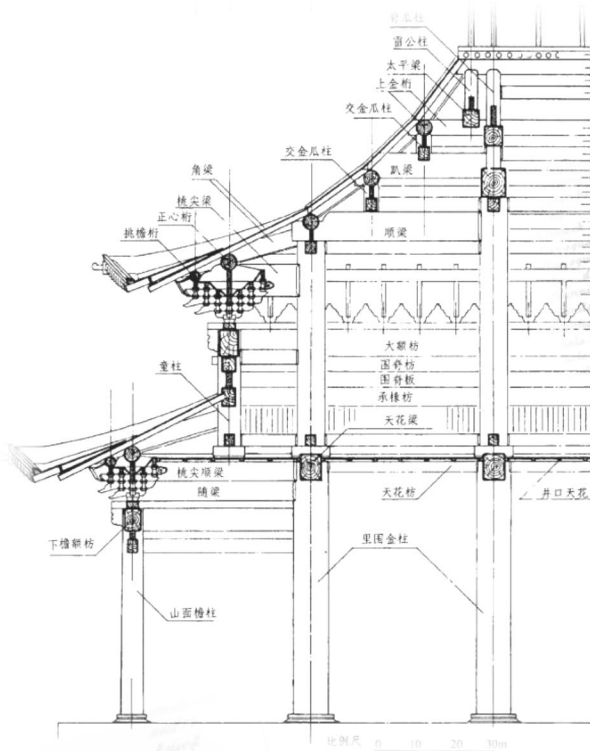 脊瓜柱
雷公柱
太平梁
上金桁
交金瓜柱
交金瓜柱
角梁
趴梁
桃尖梁
正心桁
挑檐桁
顺梁
大额枋
围脊枋
围脊板
童柱
承椽枋
天花梁
桃尖顺梁
天花枋
井口天花
随梁
下檐额枋
里围金柱
山面檐柱
比例尺 0 10 20 30m